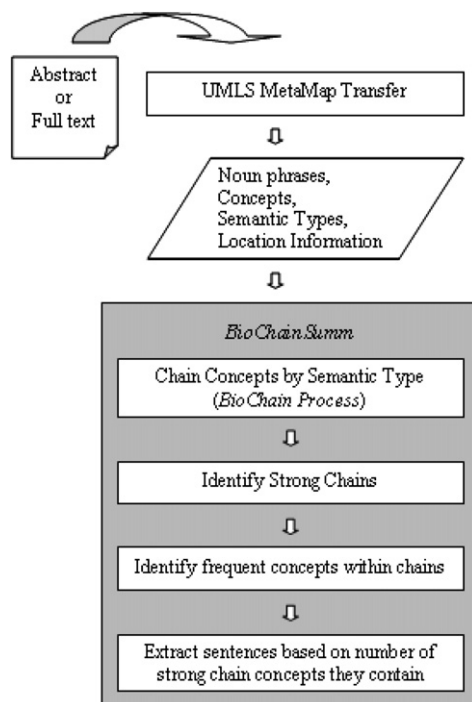 Abstract
or
Full text
UMLS MetaMap Transfer
Noun phrases,
Concepts,
Semantic Types,
Location Information
BioChainSumm
Chain Concepts by Semantic Type
(BioChain Process)
Identify Strong Chains
Identify frequent concepts within chains
Extract sentences based on number of
strong chain concepts they contain